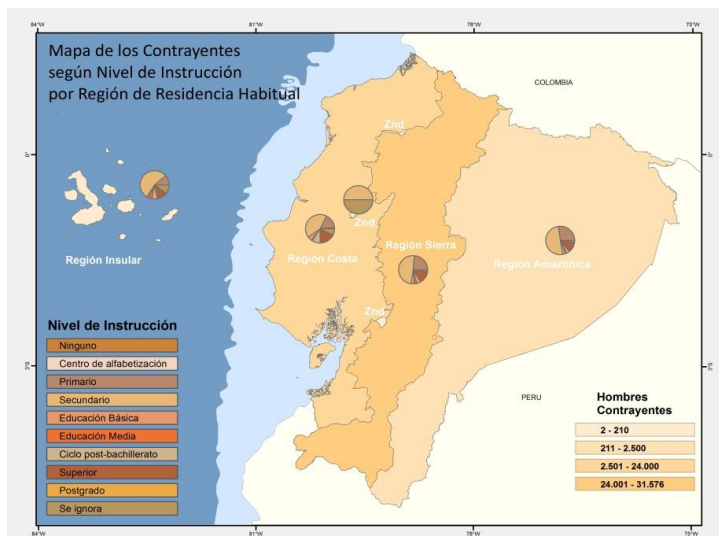 84°W
81°W
78°W
75°W
Mapa de los Contrayentes
según Nivel de Instrucción
por Región de Residencia Habitual
COLOMBIA
Znd
0°
0°
Znd
Región Insular
Región Costa
Región Sierra
Región Amazónica
Znd
Nivel de Instrucción
Ninguno
Centro de alfabetización
Primario
Secundario
Educación Básica
Educación Media
Ciclo post-bachillerato
Superior
Postgrado
Se ignora
3°S
3°S
PERU
Hombres
Contrayentes
2 - 210
211 - 2.500
2.501 - 24.000
24.001 - 31.576
84°W
81°W
78°W
75°W